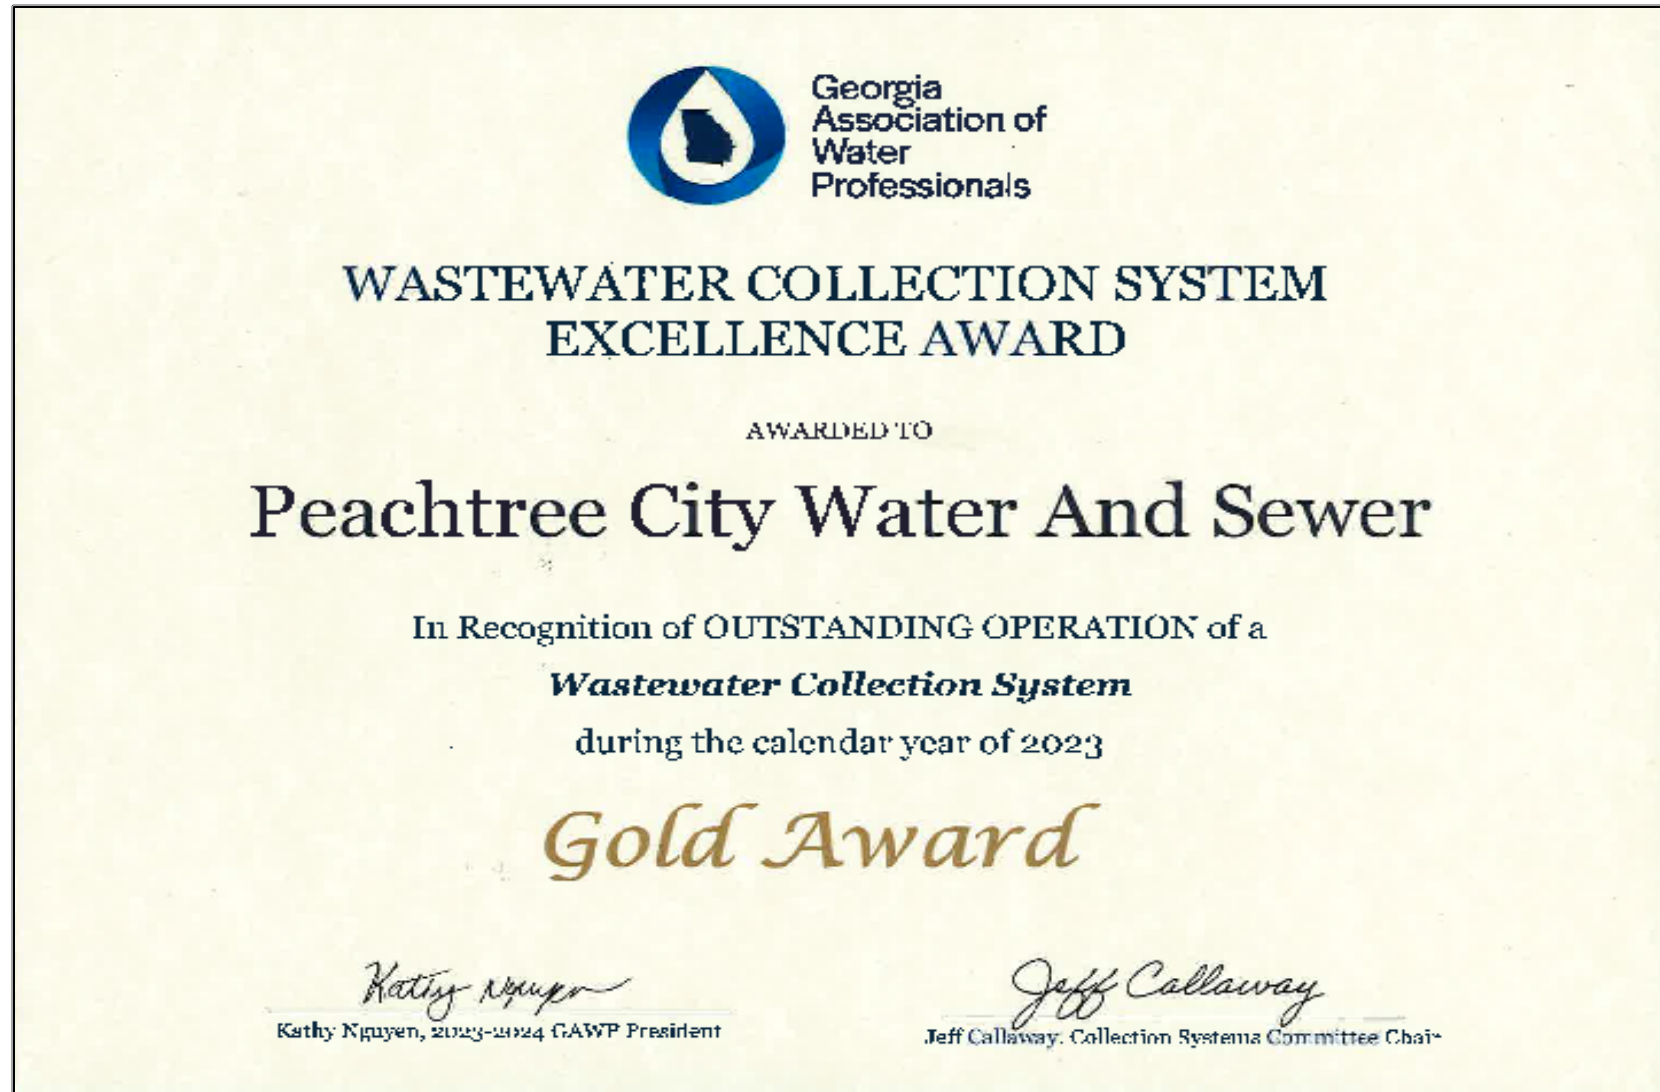 Georgia
Association of
Water
Professionals
WASTEWATER COLLECTION SYSTEM
EXCELLENCE AWARD
AWARDED TO
Peachtree City Water And Sewer
In Recognition of OUTSTANDING OPERATION of a
Wastewater Collection System
during the calendar year of 2023
Gold Award
Kathy Nguyen
Jeff Callaway
Kathy Nguyen, 2023-2024 GAWP President
Jeff Callaway, Collection Systems Committee Chair